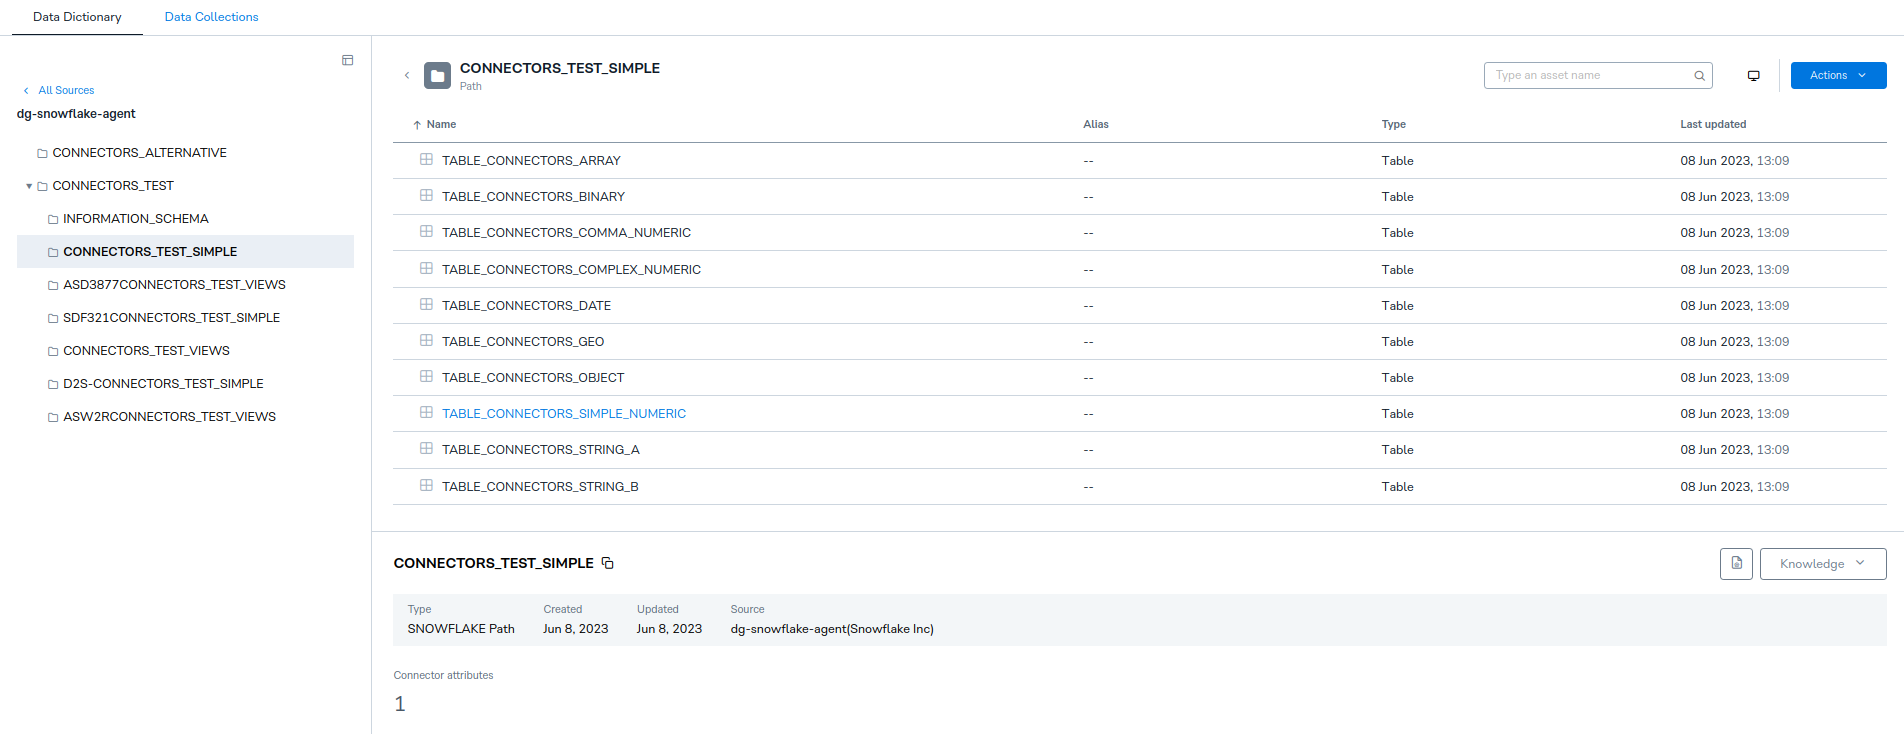 Data Dictionary Data Collections
All Sources
dg-snowflake-agent
CONNECTORS_ALTERNATIVE
CONNECTORS_TEST
INFORMATION_SCHEMA
CONNECTORS_TEST_SIMPLE
ASD3877CONNECTORS_TEST_VIEWS
SDF321CONNECTORS_TEST_SIMPLE
CONNECTORS_TEST_VIEWS
D2S-CONNECTORS_TEST_SIMPLE
ASW2RCONNECTORS_TEST_VIEWS
CONNECTORS_TEST_SIMPLE
Path
Type an asset name
Actions
Name Alias Type Last updated
TABLE_CONNECTORS_ARRAY -- Table 08 Jun 2023, 13:09
TABLE_CONNECTORS_BINARY -- Table 08 Jun 2023, 13:09
TABLE_CONNECTORS_COMMA_NUMERIC -- Table 08 Jun 2023, 13:09
TABLE_CONNECTORS_COMPLEX_NUMERIC -- Table 08 Jun 2023, 13:09
TABLE_CONNECTORS_DATE -- Table 08 Jun 2023, 13:09
TABLE_CONNECTORS_GEO -- Table 08 Jun 2023, 13:09
TABLE_CONNECTORS_OBJECT -- Table 08 Jun 2023, 13:09
TABLE_CONNECTORS_SIMPLE_NUMERIC -- Table 08 Jun 2023, 13:09
TABLE_CONNECTORS_STRING_A -- Table 08 Jun 2023, 13:09
TABLE_CONNECTORS_STRING_B -- Table 08 Jun 2023, 13:09
CONNECTORS_TEST_SIMPLE
Knowledge
Type Created Updated Source
SNOWFLAKE Path Jun 8, 2023 Jun 8, 2023 dg-snowflake-agent(Snowflake Inc)
Connector attributes
1